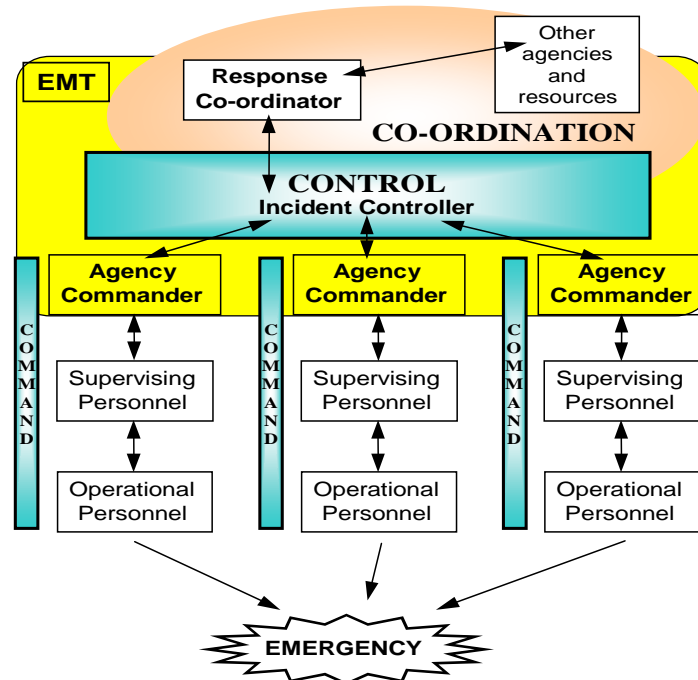 EMT
Response
Co-ordinator
Other
agencies
and
resources
CO-ORDINATION
CONTROL
Incident Controller
Agency
Commander
Agency
Commander
Agency
Commander
COMMAND
COMMAND
COMMAND
Supervising
Personnel
Supervising
Personnel
Supervising
Personnel
Operational
Personnel
Operational
Personnel
Operational
Personnel
EMERGENCY